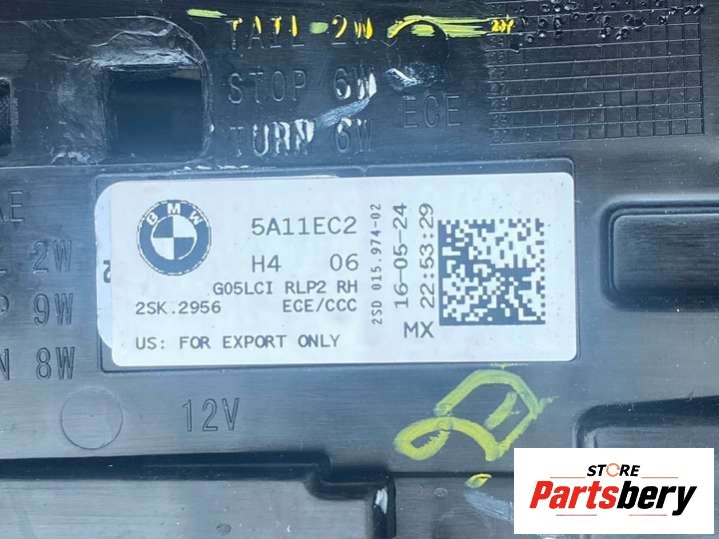 TAIL 2W
STOP 6W
TURN 6W
ECE
2W
9W
N 8W
12V
BMW
5A11EC2
H4 06
G05LCI RLP2 RH
2SK.2956 ECE/CCC
US: FOR EXPORT ONLY
2SD 015.974-02
16-05-24
22:53:29
MX
STORE
Partsbery